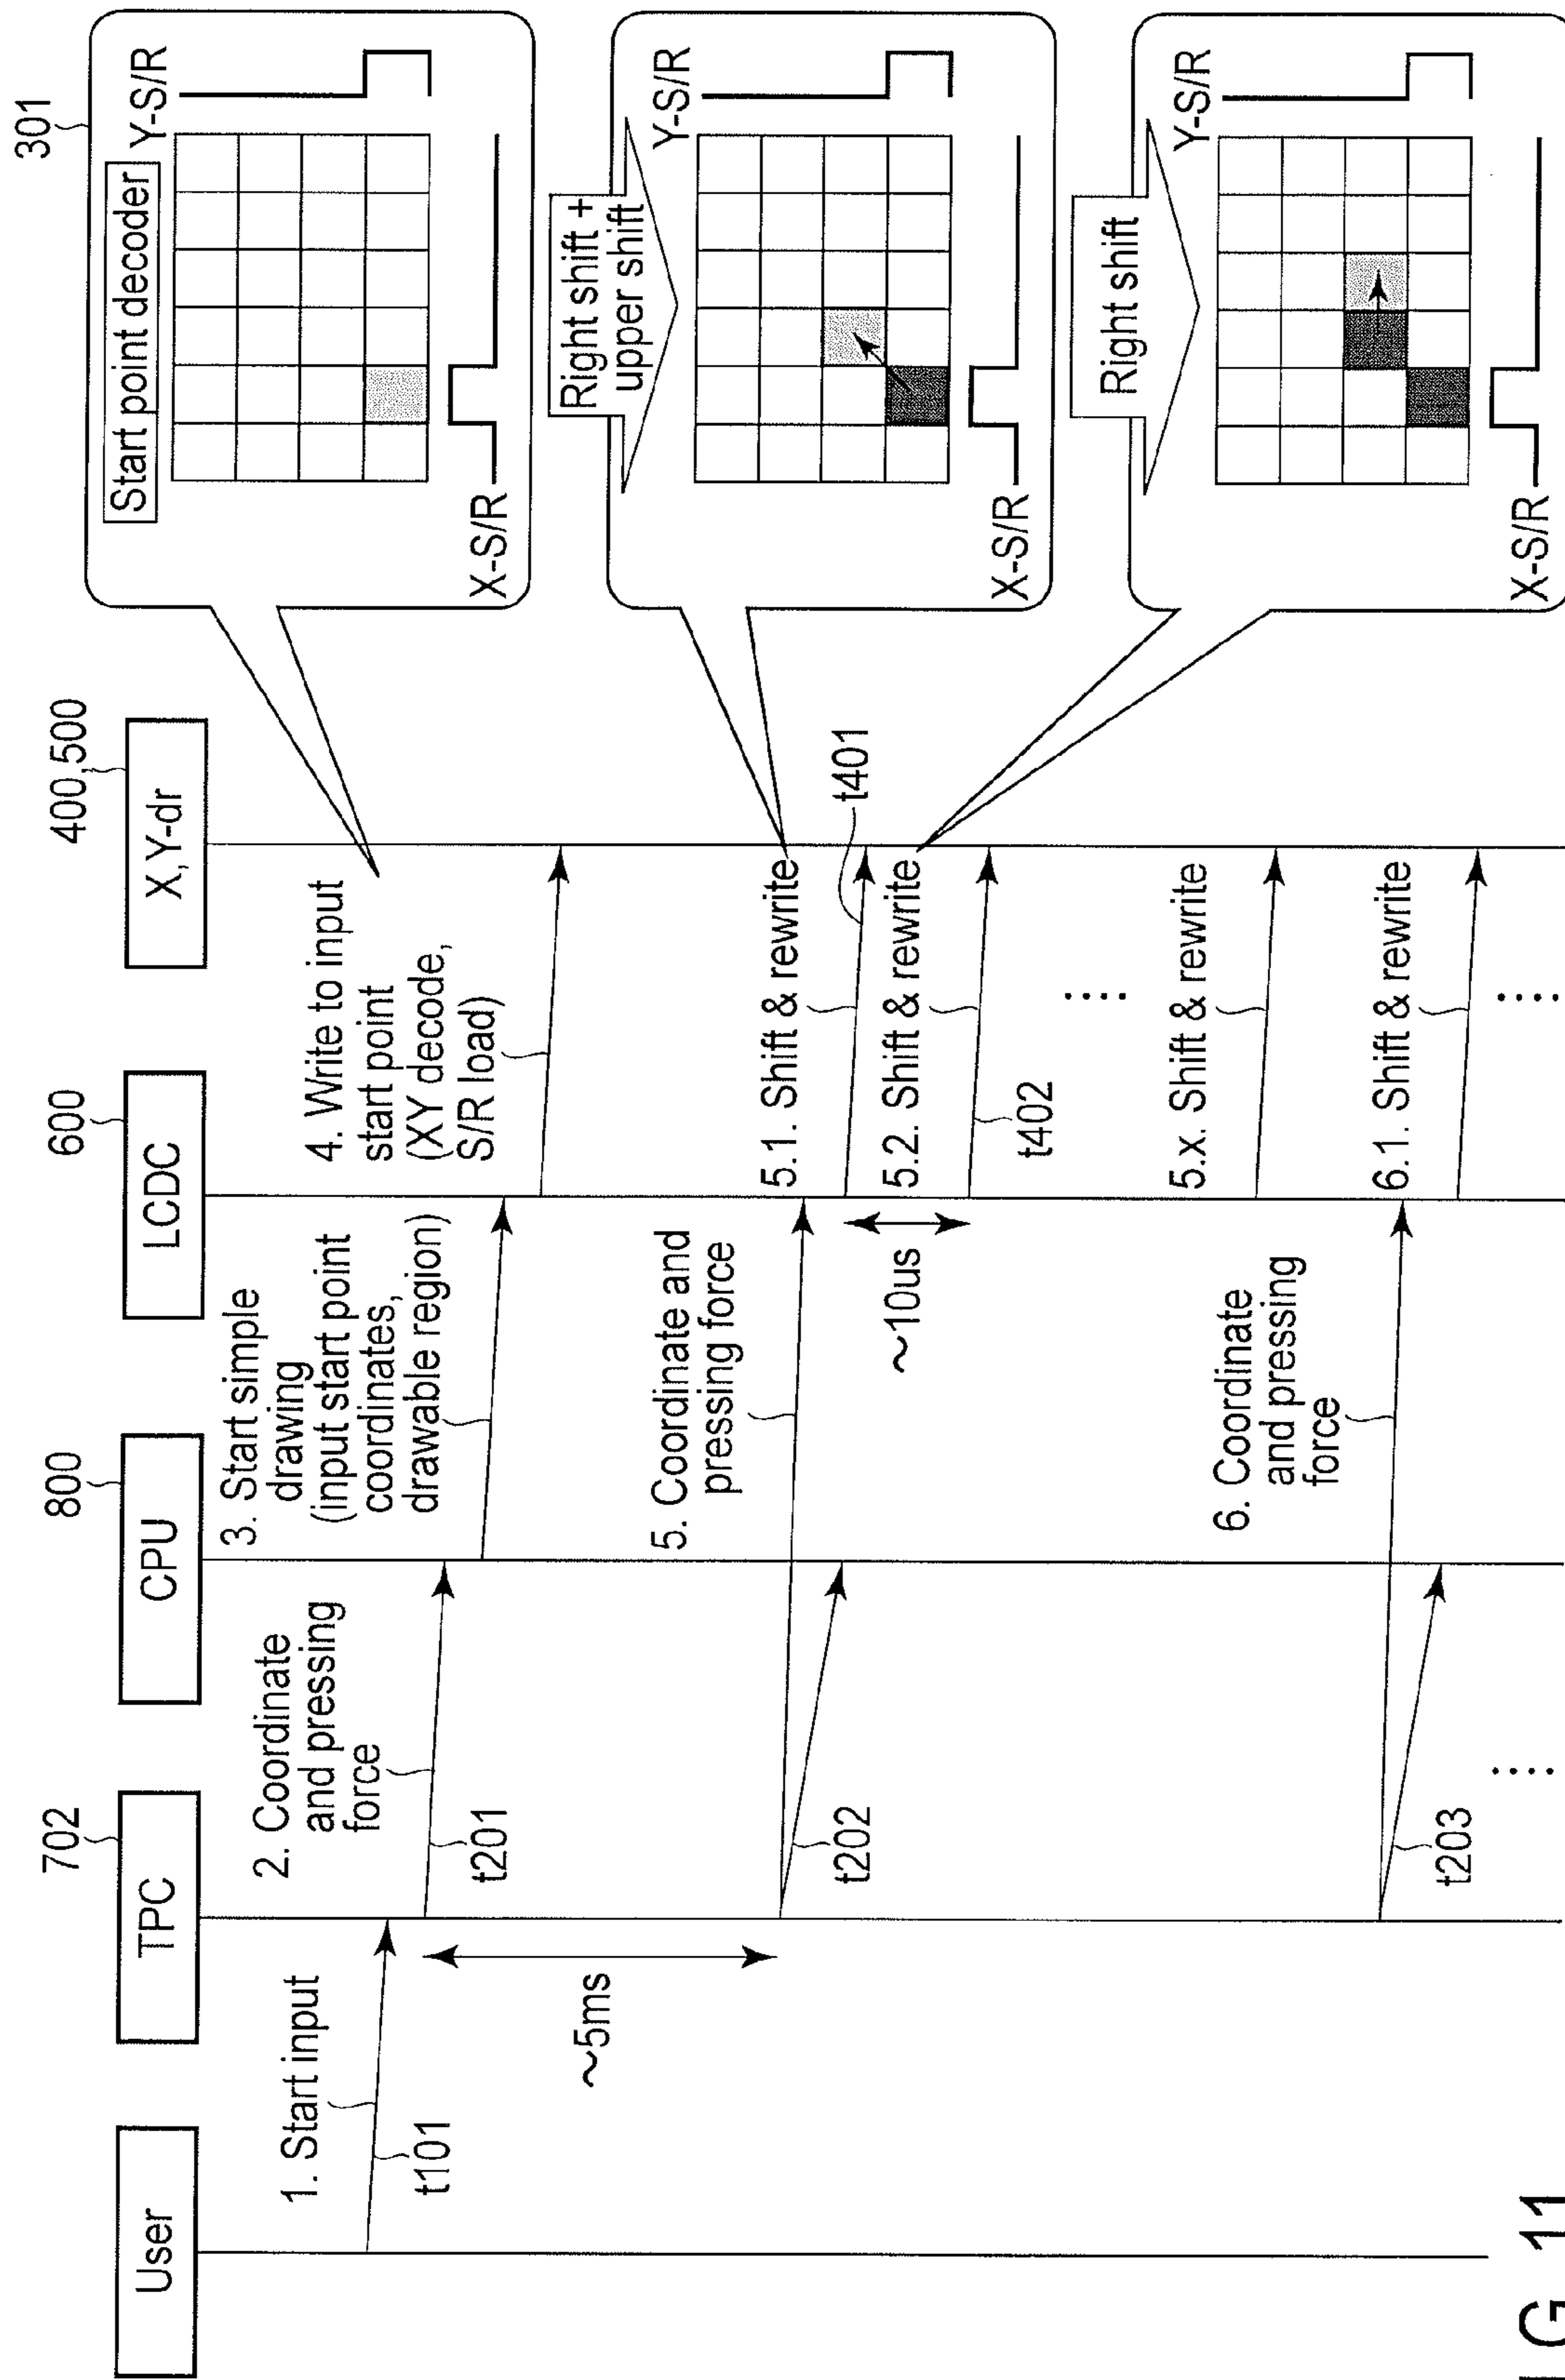 User
TPC
702
CPU
800
LCDC
600
X,Y-dr
400,500
301
1. Start input
t101
~5ms
2. Coordinate
and pressing
force
t201
t202
t203
3. Start simple
drawing
(input start point
coordinates,
drawable region)
5. Coordinate and
pressing force
6. Coordinate
and pressing
force
4. Write to input
start point
(XY decode,
S/R load)
5.1. Shift & rewrite
t401
5.2. Shift & rewrite
t402
~10us
5.x. Shift & rewrite
6.1. Shift & rewrite
Start point decoder
Y-S/R
X-S/R
Right shift +
upper shift
Y-S/R
X-S/R
Right shift
Y-S/R
X-S/R
IG. 11